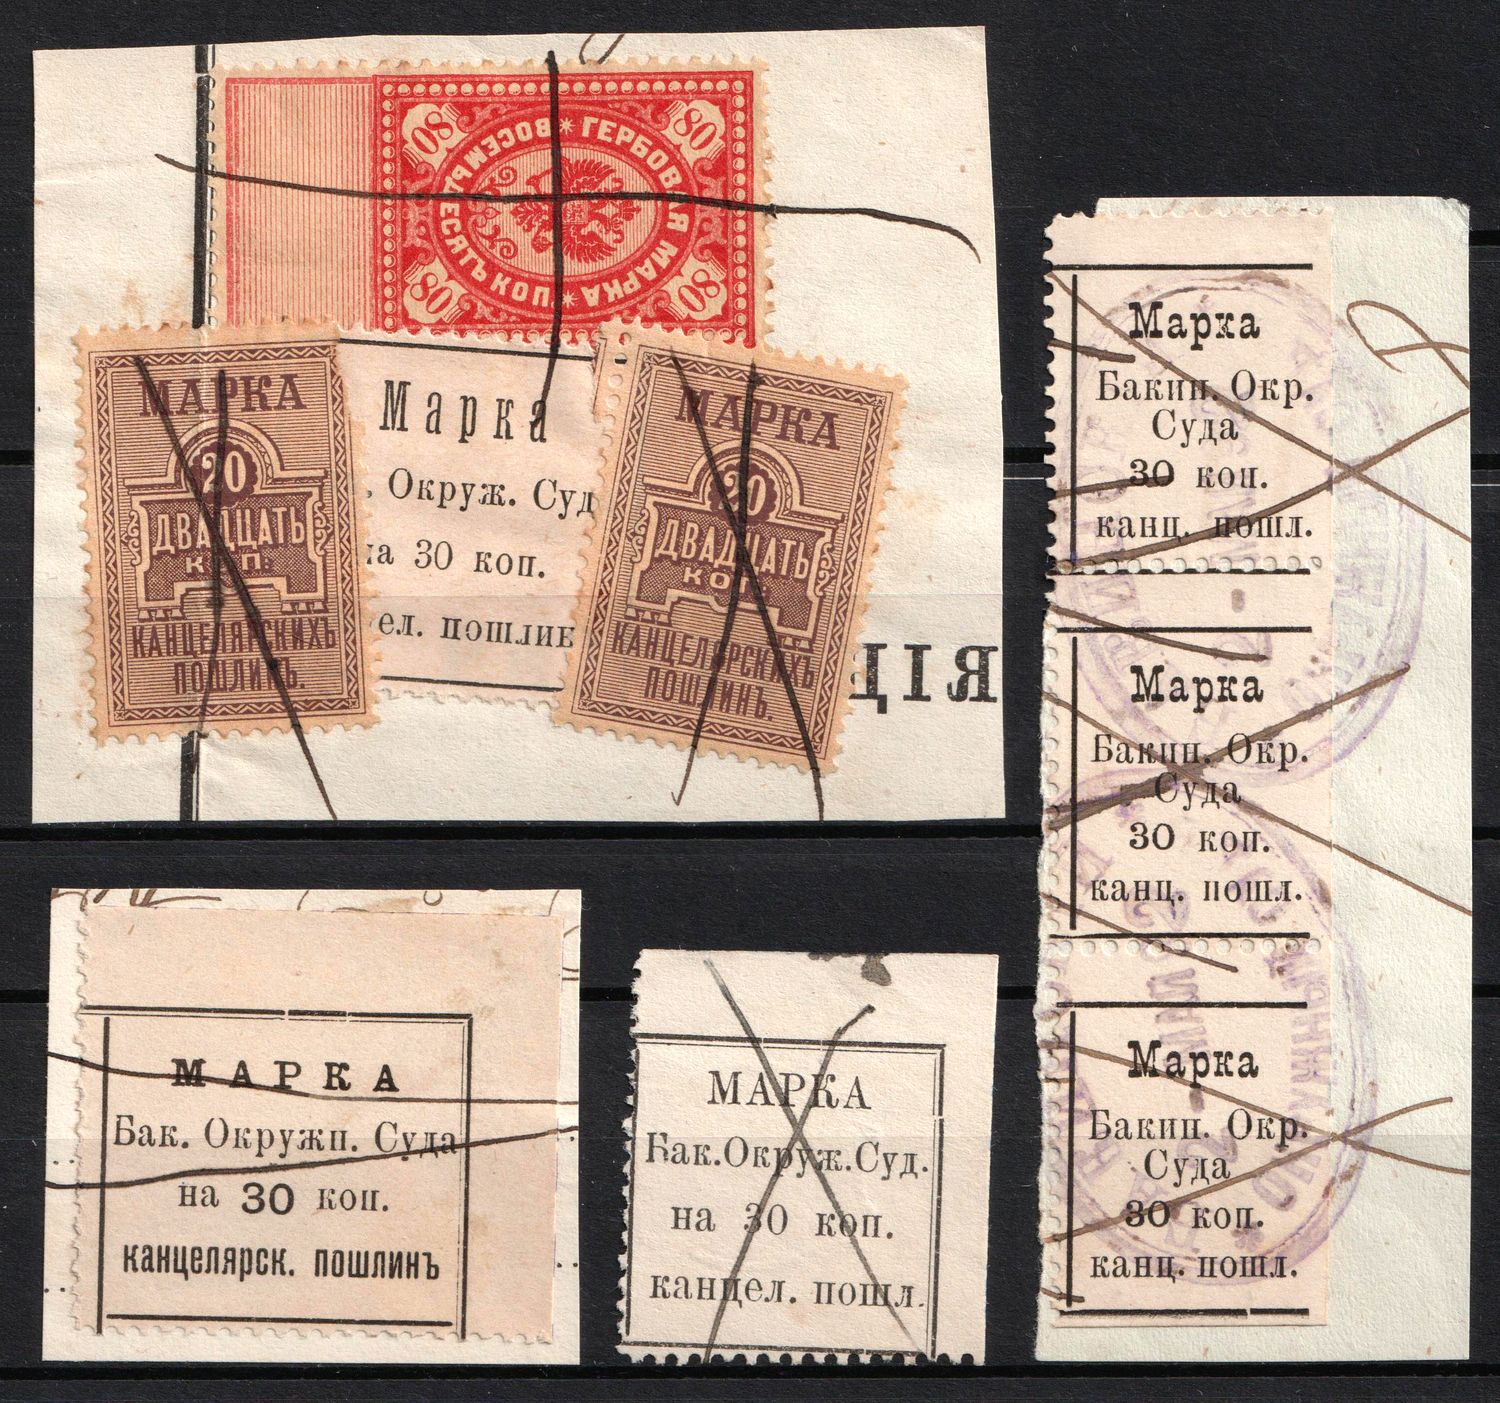 80
80
80
80
ГЕРБОВАЯ МАРКА * ВОСЕМЬДЕСЯТЪ КОП *
МАРКА
20
ДВАДЦАТЬ
КОП.
КАНЦЕЛЯРСКИХЪ
ПОШЛИНЪ.
Марка
. Окруж. Суд
на 30 коп.
ел. пошлин
МАРКА
20
ДВАДЦАТЬ
КОП
КАНЦЕЛЯРСКИХЪ
ПОШЛИНЪ.
ЦІЯ
Марка
Бакин. Окр.
Суда
30 коп.
канц. пошл.
Марка
Бакин. Окр.
Суда
30 коп.
канц. пошл.
Марка
Бакин. Окр.
Суда
30 коп.
канц. пошл.
МАРКА
Бак. Окружн. Суда
на 30 коп.
канцелярск. пошлинъ
МАРКА
Бак.Окруж.Суд.
на 30 коп.
канцел. пошл.